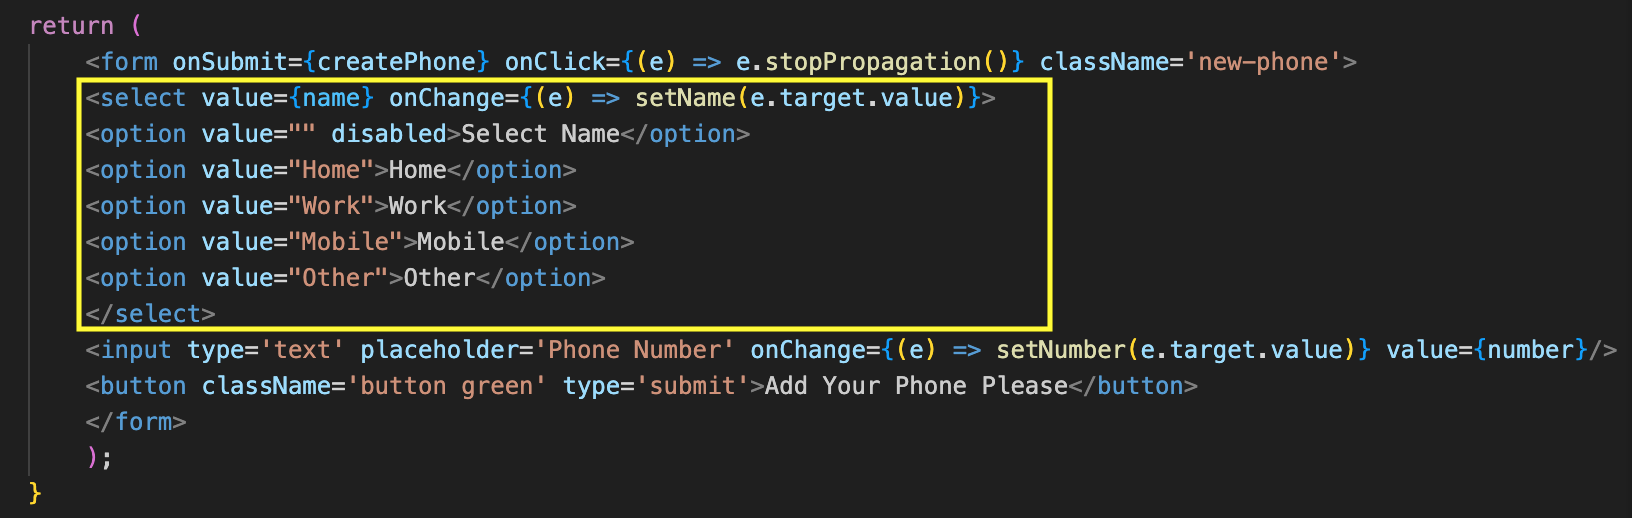 return (
<form onSubmit={createPhone} onClick={(e) => e.stopPropagation()} className='new-phone'>
<select value={name} onChange={(e) => setName(e.target.value)}>
<option value="" disabled>Select Name</option>
<option value="Home">Home</option>
<option value="Work">Work</option>
<option value="Mobile">Mobile</option>
<option value="Other">Other</option>
</select>
<input type='text' placeholder='Phone Number' onChange={(e) => setNumber(e.target.value)} value={number}/>
<button className='button green' type='submit'>Add Your Phone Please</button>
</form>
);
}